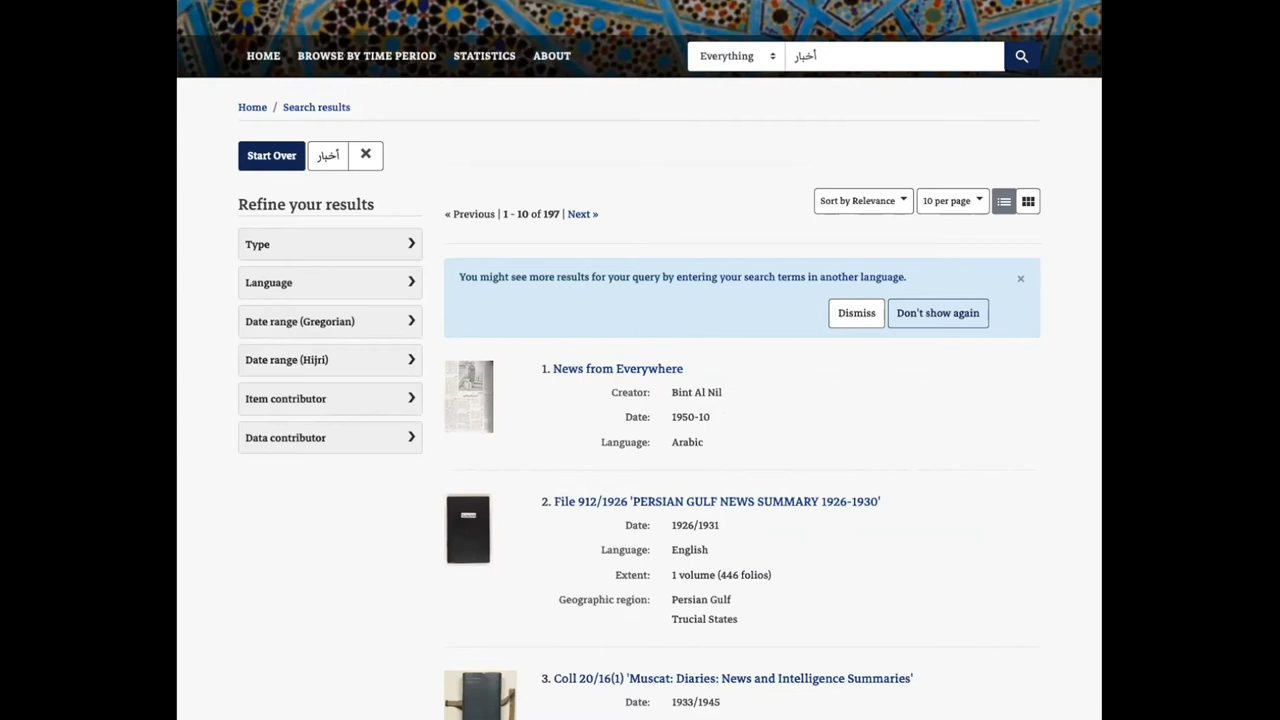 HOME BROWSE BY TIME PERIOD STATISTICS ABOUT Everything أخبار
Home / Search results
Start Over أخبار ×
Refine your results
Sort by Relevance 10 per page
« Previous | 1 - 10 of 197 | Next »
Type
Language
Date range (Gregorian)
Date range (Hijri)
Item contributor
Data contributor
You might see more results for your query by entering your search terms in another language. ×
Dismiss Don't show again
1. News from Everywhere
Creator: Bint Al Nil
Date: 1950-10
Language: Arabic
2. File 912/1926 'PERSIAN GULF NEWS SUMMARY 1926-1930'
Date: 1926/1931
Language: English
Extent: 1 volume (446 folios)
Geographic region: Persian Gulf
Trucial States
3. Coll 20/16(1) 'Muscat: Diaries: News and Intelligence Summaries'
Date: 1933/1945